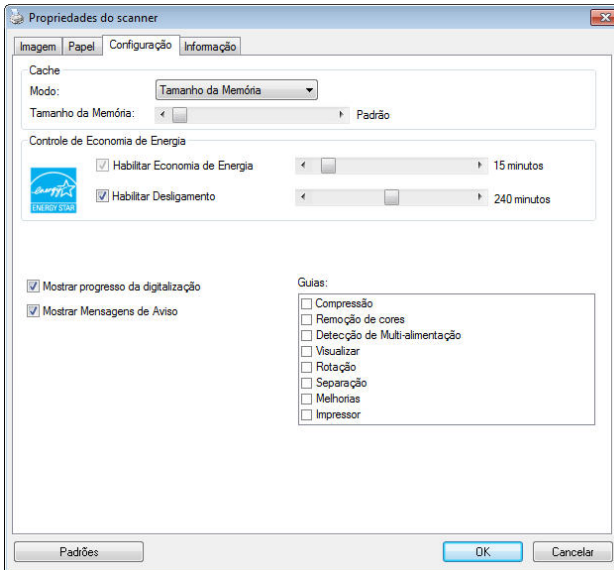 Propriedades do scanner
Imagem Papel Configuração Informação
Cache
Modo: Tamanho da Memória
Tamanho da Memória: Padrão
Controle de Economia de Energia
Habilitar Economia de Energia 15 minutos
energy
ENERGY STAR
Habilitar Desligamento 240 minutos
Mostrar progresso da digitalização
Mostrar Mensagens de Aviso
Guias:
Compressão
Remoção de cores
Detecção de Multi-alimentação
Visualizar
Rotação
Separação
Melhorias
Impressor
Padrões OK Cancelar